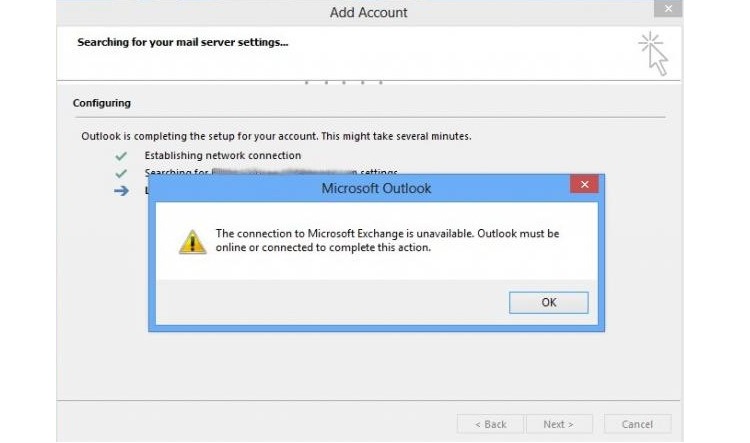 Add Account
Searching for your mail server settings...
Configuring
Outlook is completing the setup for your account. This might take several minutes.
Establishing network connection
Searching for settings
L
Microsoft Outlook
The connection to Microsoft Exchange is unavailable. Outlook must be
online or connected to complete this action.
OK
< Back
Next >
Cancel